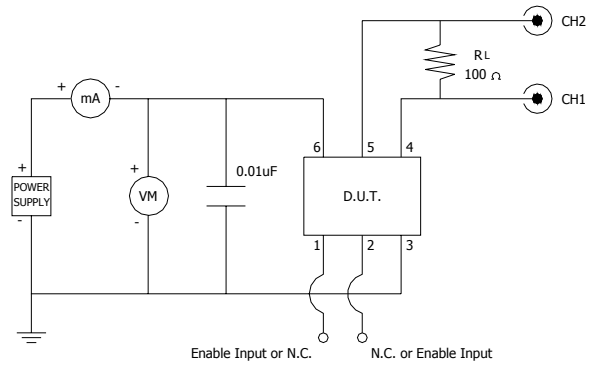 CH2
RL
100 Ω
CH1
+ mA -
6 5 4
+
POWER
SUPPLY
-
+
VM
-
0.01uF
D.U.T.
1 2 3
Enable Input or N.C. N.C. or Enable Input